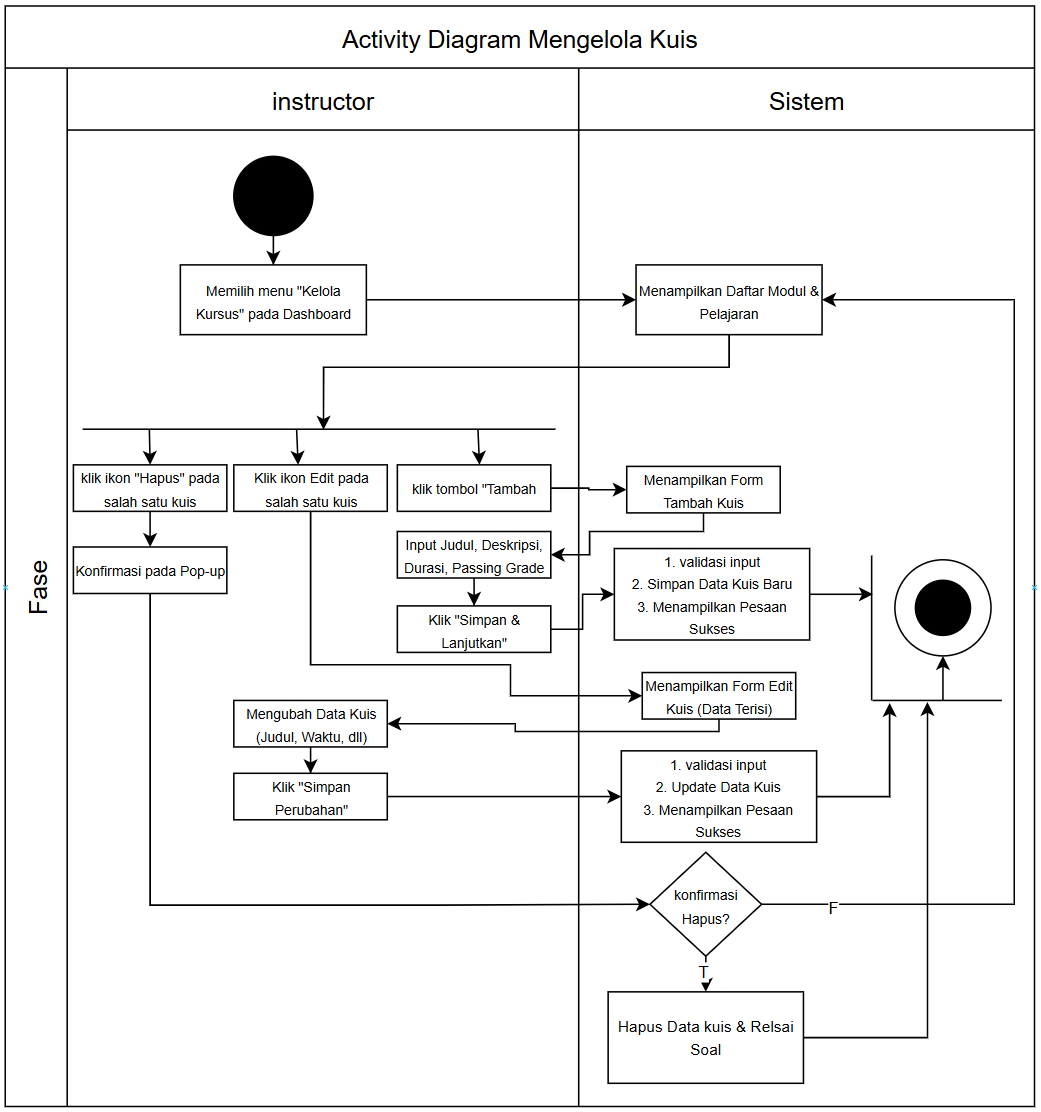 Activity Diagram Mengelola Kuis
instructor
Sistem
Fase
Memilih menu "Kelola
Kursus" pada Dashboard
Menampilkan Daftar Modul &
Pelajaran
klik ikon "Hapus" pada
salah satu kuis
Klik ikon Edit pada
salah satu kuis
klik tombol "Tambah
Menampilkan Form
Tambah Kuis
Konfirmasi pada Pop-up
Input Judul, Deskripsi,
Durasi, Passing Grade
1. validasi input
2. Simpan Data Kuis Baru
3. Menampilkan Pesaan
Sukses
Klik "Simpan &
Lanjutkan"
Menampilkan Form Edit
Kuis (Data Terisi)
Mengubah Data Kuis
(Judul, Waktu, dll)
Klik "Simpan
Perubahan"
1. validasi input
2. Update Data Kuis
3. Menampilkan Pesaan
Sukses
konfirmasi
Hapus?
F
T
Hapus Data kuis & Relsai
Soal